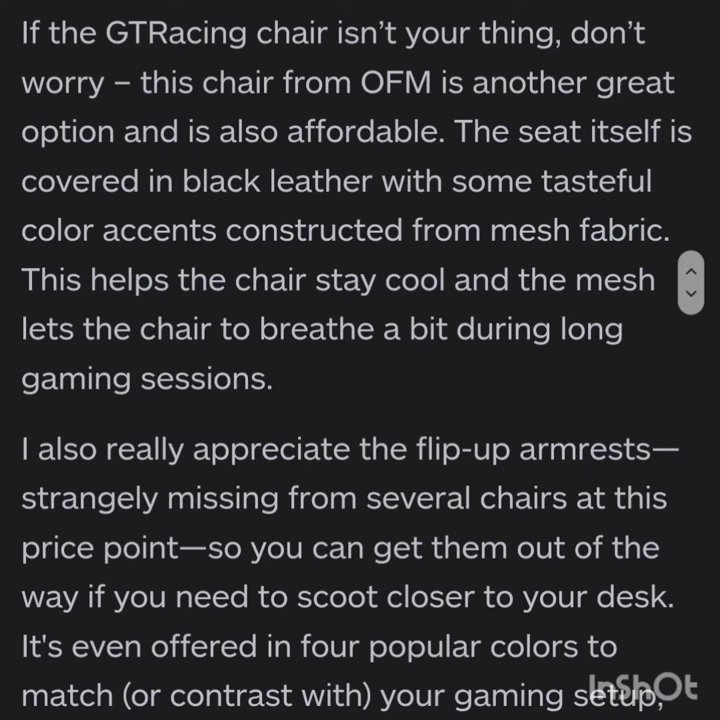 If the GTRacing chair isn’t your thing, don’t
worry – this chair from OFM is another great
option and is also affordable. The seat itself is
covered in black leather with some tasteful
color accents constructed from mesh fabric.
This helps the chair stay cool and the mesh
lets the chair to breathe a bit during long
gaming sessions.
I also really appreciate the flip-up armrests—
strangely missing from several chairs at this
price point—so you can get them out of the
way if you need to scoot closer to your desk.
It's even offered in four popular colors to
match (or contrast with) your gaming setup,
InShOt